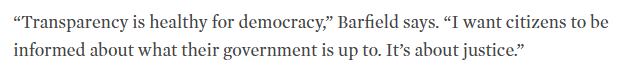 “Transparency is healthy for democracy,” Barfield says. “I want citizens to be
informed about what their government is up to. It’s about justice.”